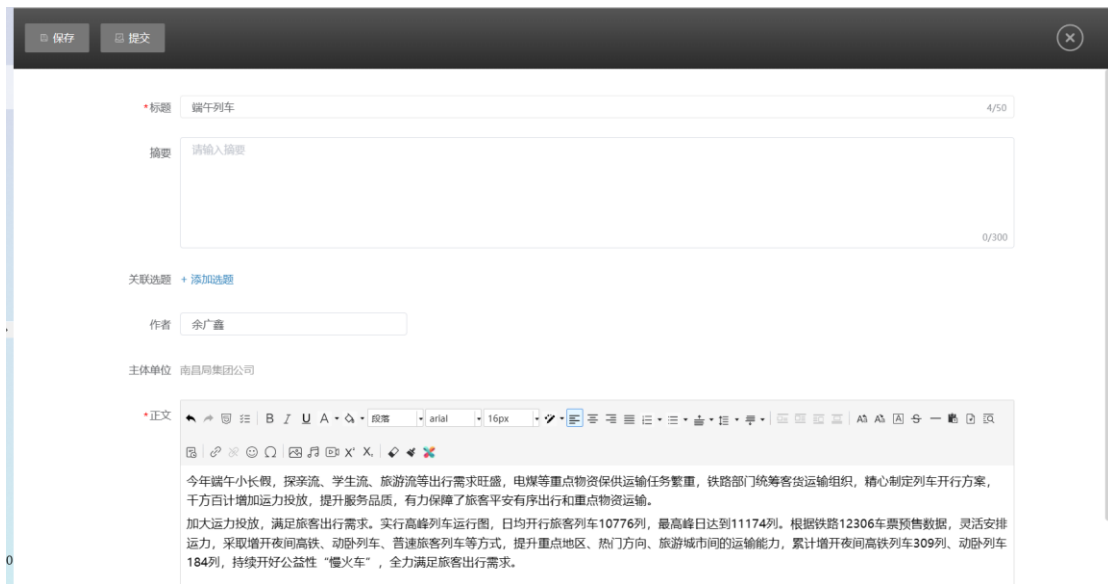 保存 提交
*标题 端午列车 4/50
摘要 请输入摘要
0/300
关联选题 + 添加选题
作者 余广鑫
主体单位 南昌局集团公司
*正文 B I U A 段落 arial 16px
X² X₂
今年端午小长假，探亲流、学生流、旅游流等出行需求旺盛，电煤等重点物资保供运输任务繁重，铁路部门统筹客货运输组织，精心制定列车开行方案，
千方百计增加运力投放，提升服务品质，有力保障了旅客平安有序出行和重点物资运输。
加大运力投放，满足旅客出行需求。实行高峰列车运行图，日均开行旅客列车10776列，最高峰日达到11174列。根据铁路12306车票预售数据，灵活安排
运力，采取增开夜间高铁、动卧列车、普速旅客列车等方式，提升重点地区、热门方向、旅游城市间的运输能力，累计增开夜间高铁列车309列、动卧列车
184列，持续开好公益性“慢火车”，全力满足旅客出行需求。
0